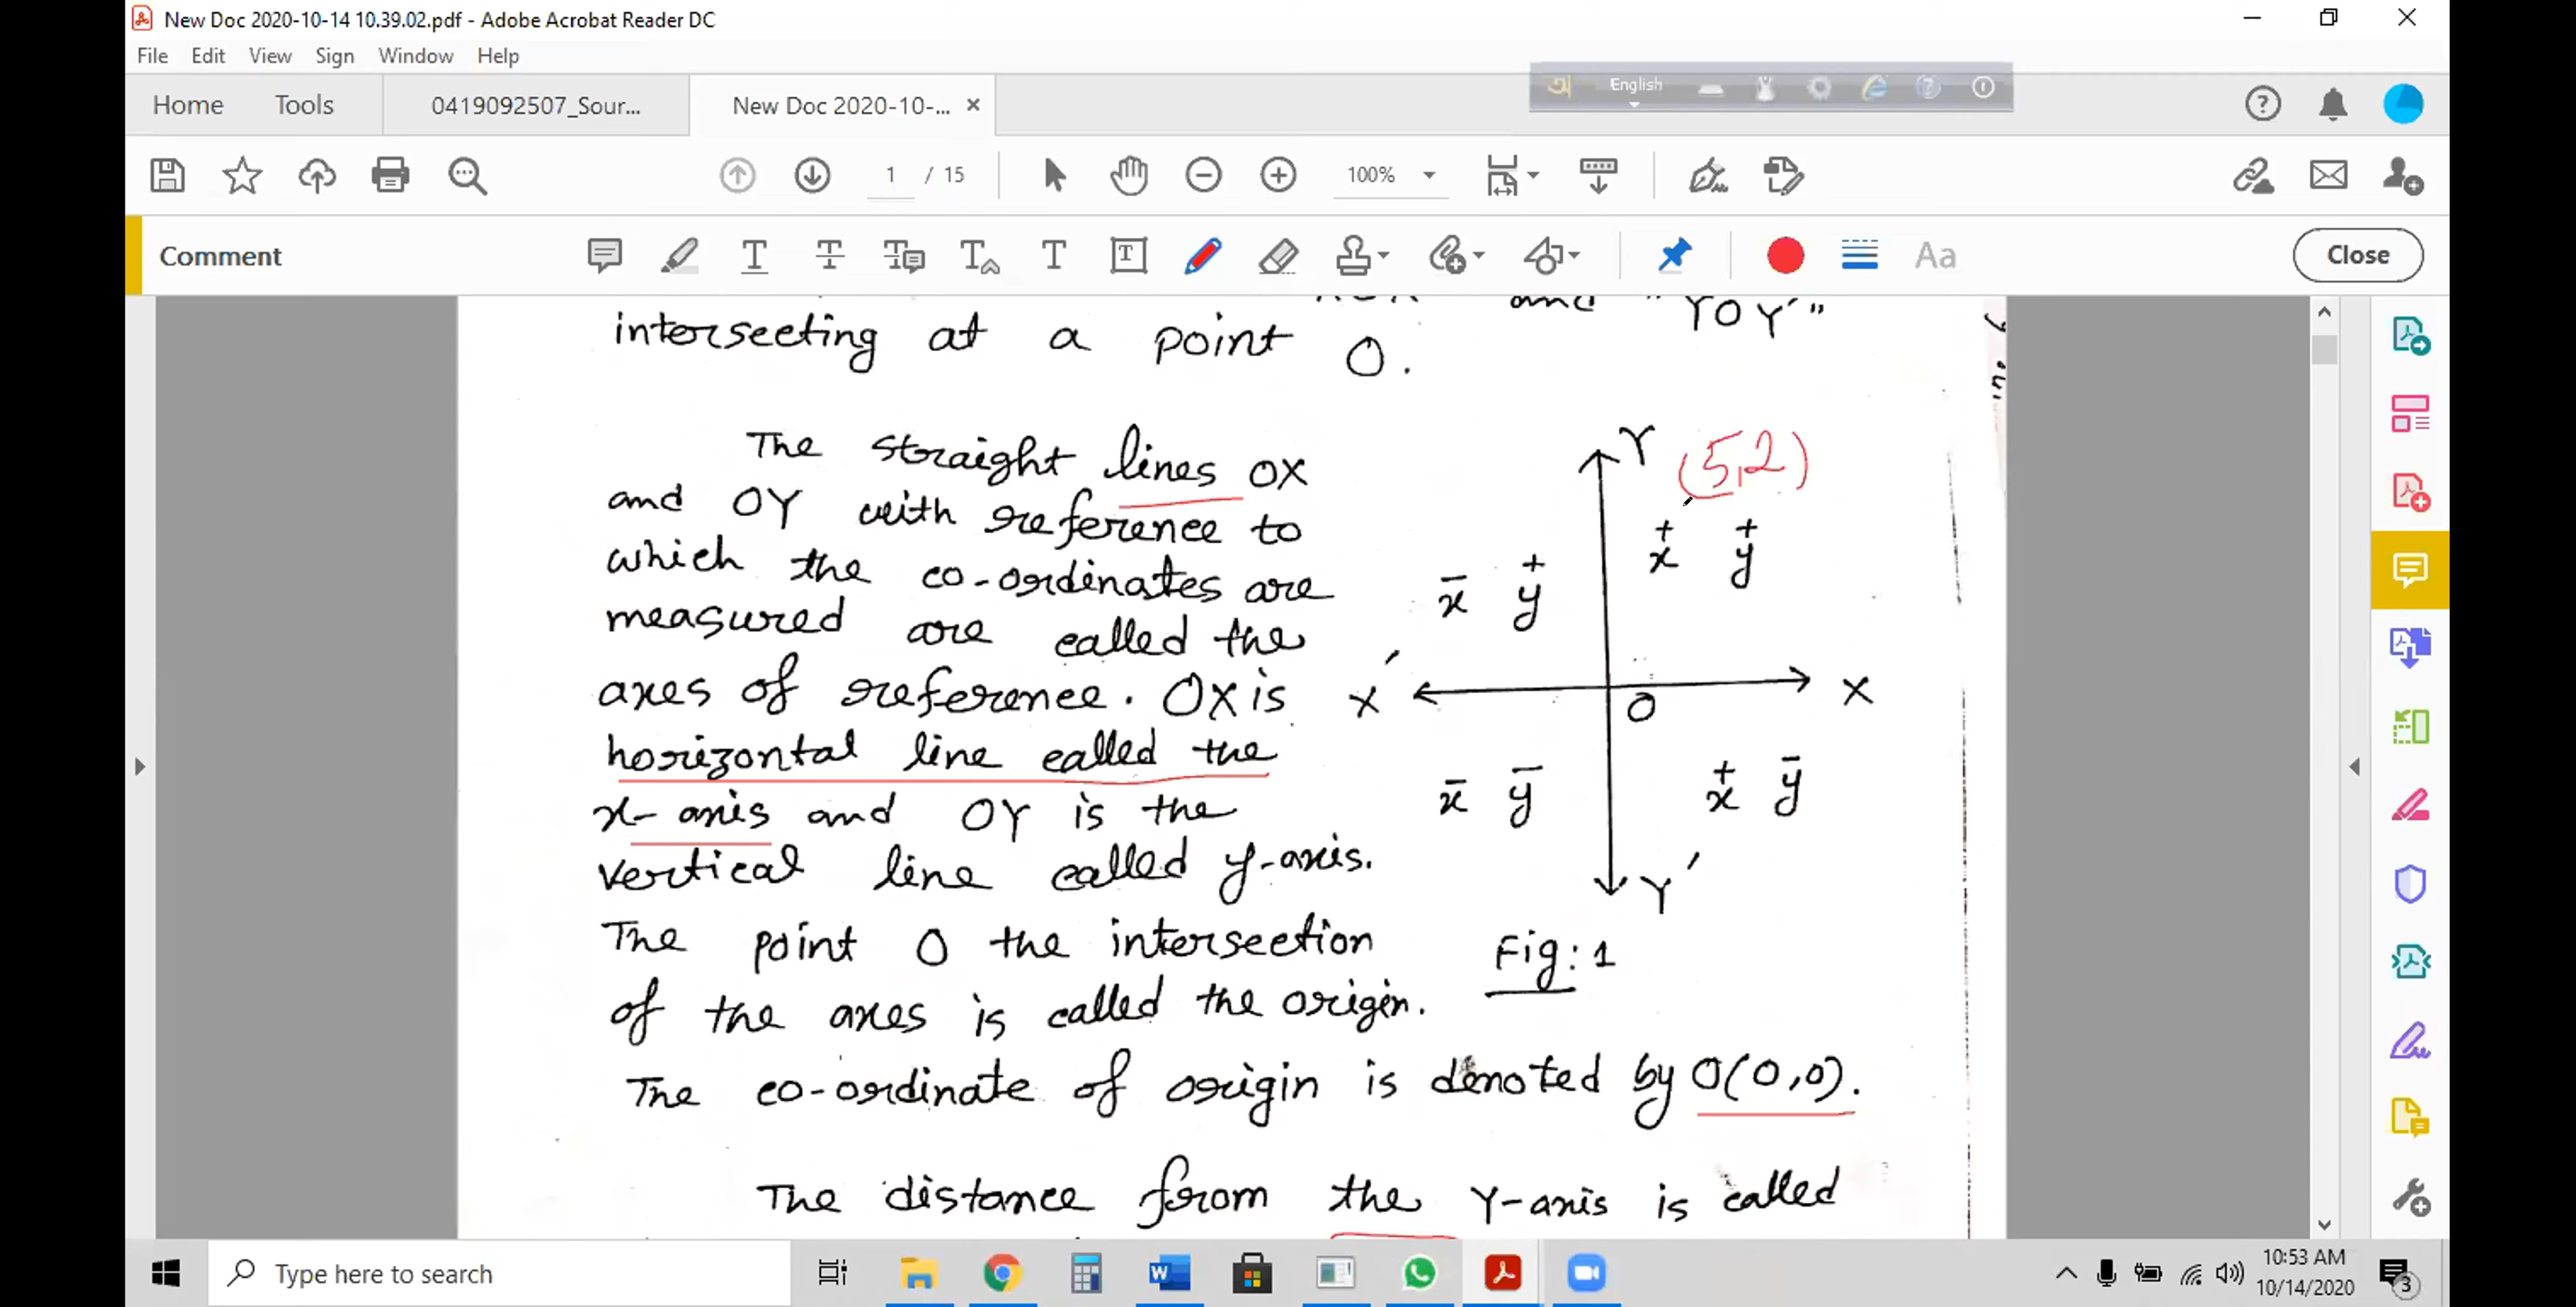 New Doc 2020-10-14 10.39.02.pdf - Adobe Acrobat Reader DC
File Edit View Sign Window Help
English
Home Tools 0419092507_Sour... New Doc 2020-10-... ×
1 / 15 100%
Comment Close
and "YOY'"
intersecting at a point O.
The straight lines OX
and OY with reference to
which the co-ordinates are
measured are called the
axes of reference. OX is
horizontal line called the
x-axis and OY is the
vertical line called y-axis.
The point O the intersection
of the axes is called the origin.
The co-ordinate of origin is denoted by O(0,0).
The distance from the Y-axis is called
Y (5,2)
+ +
x y
- +
x y
X' O X
- -
x y
+ -
x y
Y'
Fig: 1
Type here to search
10:53 AM
10/14/2020
3